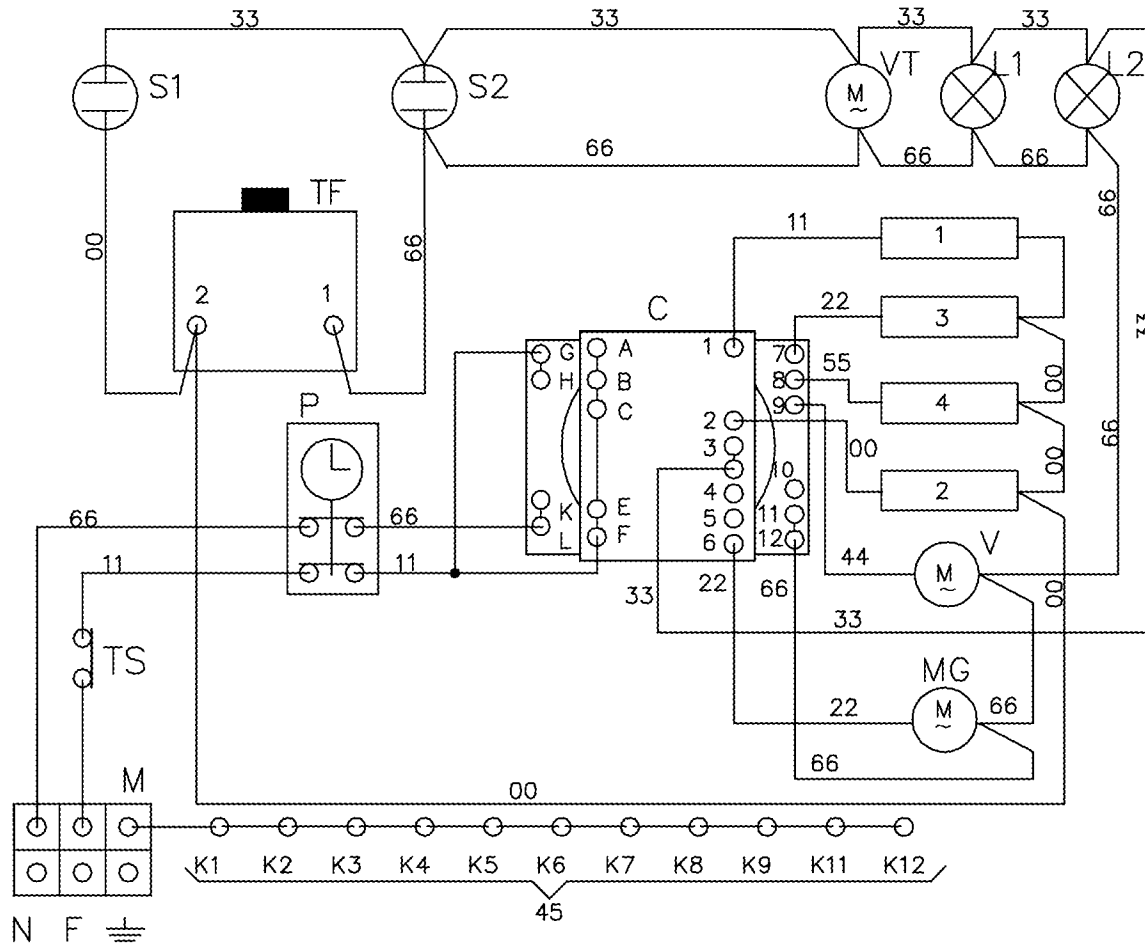 33 33 33 33
S1 S2 VT L1 L2
M
66 66 66
TF
00 66 11 1 66
2 1 C 22 3 33
G A 1 7
H B 8 55 4 00
P C 9
2 00 66
3 00
10 2
K E 4
66 66 5 11
L F 6 12 V
11 11 44 M
33 22 66 00
33
TS
MG
22 M 66
66
M 00
K1 K2 K3 K4 K5 K6 K7 K8 K9 K11 K12
N F 45